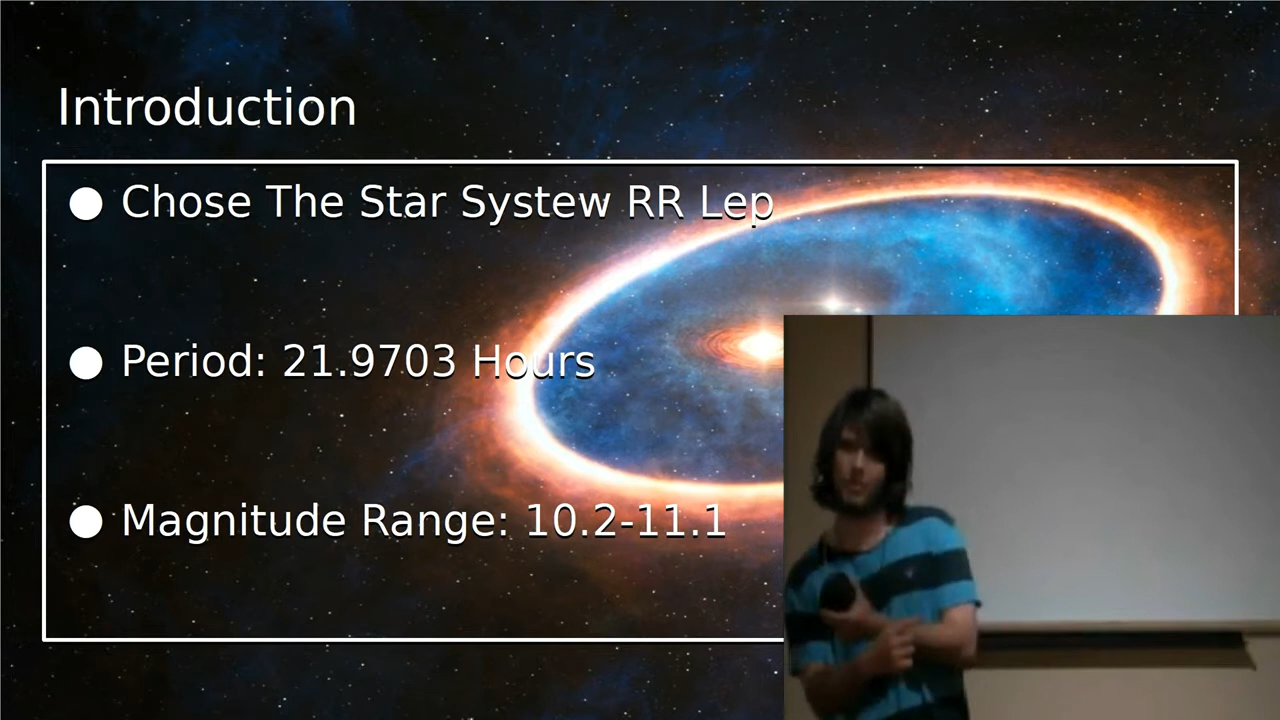 Introduction
Chose The Star Systew RR Lep
Period: 21.9703 Hours
Magnitude Range: 10.2-11.1